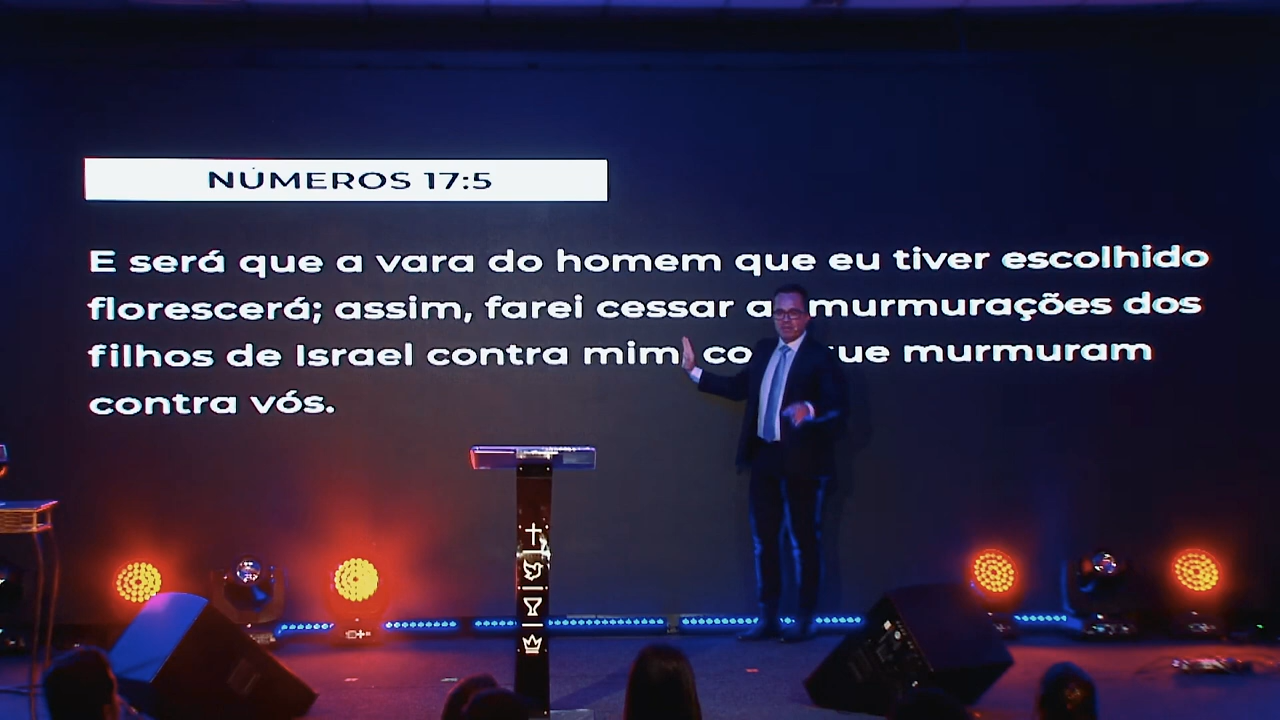 NÚMEROS 17:5
E será que a vara do homem que eu tiver escolhido
florescerá; assim, farei cessar murmurações dos
filhos de Israel contra mim murmuram
contra vós.